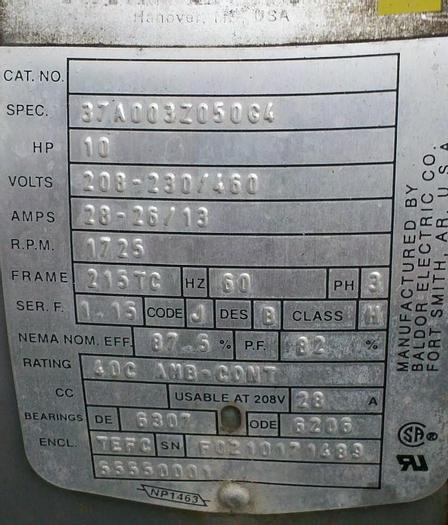 Hanover, USA
CAT. NO.
SPEC. 37A003Z050G4
HP 10
VOLTS 208-230/460
AMPS 28-26/13
R.P.M. 1725
FRAME 215TC HZ 60 PH 3
SER. F. 1.15 CODE J DES B CLASS H
NEMA NOM. EFF. 87.5 % P.F. 82 %
RATING 40C AMB-CONT
CC USABLE AT 208V 28 A
BEARINGS DE 6307 ODE 6206
ENCL. TEFC SN F0210171489
65550001
NP1463
MANUFACTURED BY
BALDOR ELECTRIC CO.
FORT SMITH, AR U.S.A.
SA ®